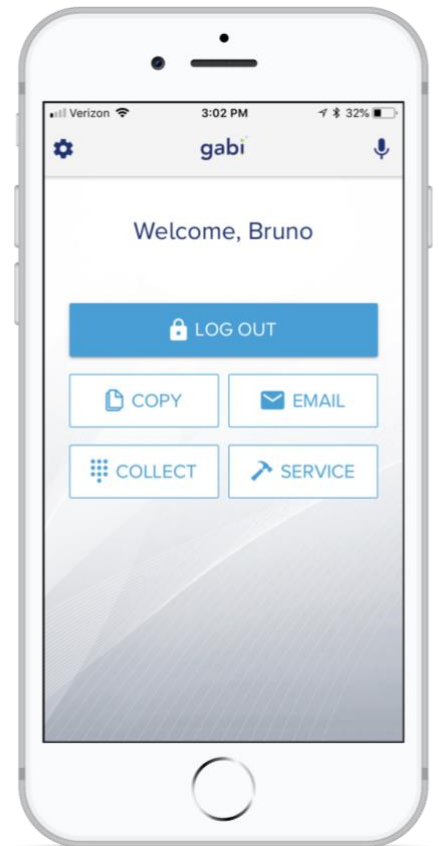 Verizon 3:02 PM 32%
gabi
Welcome, Bruno
LOG OUT
COPY EMAIL
COLLECT SERVICE